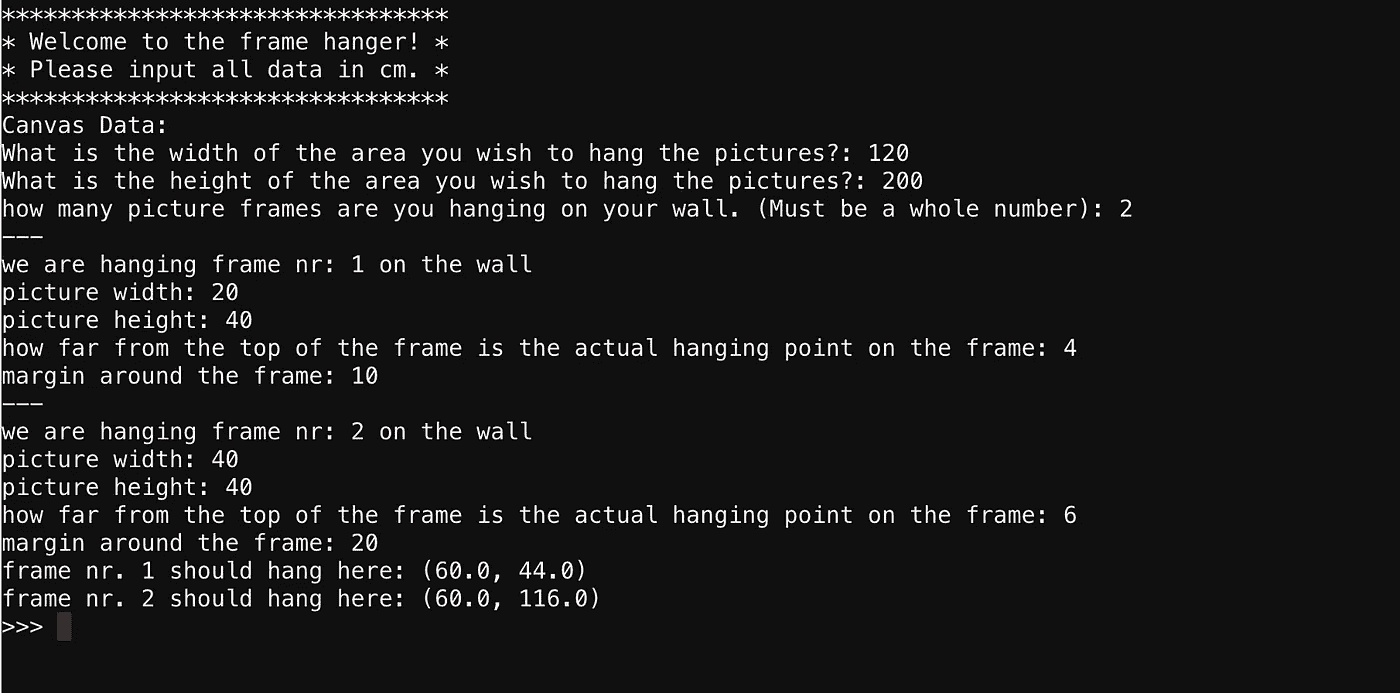 ********************************
* Welcome to the frame hanger! *
* Please input all data in cm. *
********************************
Canvas Data:
What is the width of the area you wish to hang the pictures?: 120
What is the height of the area you wish to hang the pictures?: 200
how many picture frames are you hanging on your wall. (Must be a whole number): 2
---
we are hanging frame nr: 1 on the wall
picture width: 20
picture height: 40
how far from the top of the frame is the actual hanging point on the frame: 4
margin around the frame: 10
---
we are hanging frame nr: 2 on the wall
picture width: 40
picture height: 40
how far from the top of the frame is the actual hanging point on the frame: 6
margin around the frame: 20
frame nr. 1 should hang here: (60.0, 44.0)
frame nr. 2 should hang here: (60.0, 116.0)
>>>